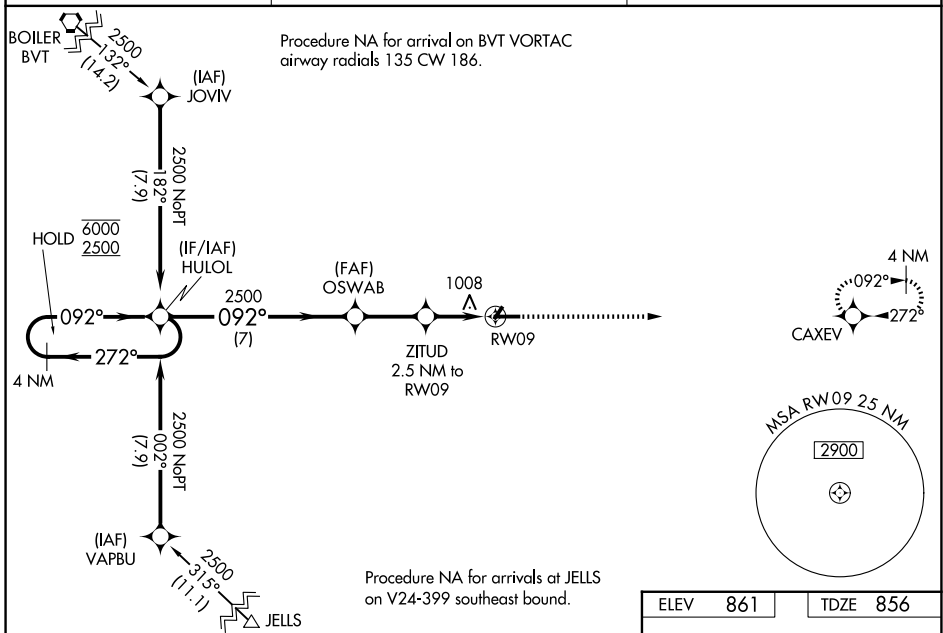 BOILER
BVT
2500
132°
(14.2)
(IAF)
JOVIV
Procedure NA for arrival on BVT VORTAC
airway radials 135 CW 186.
2500 NoPT
182°
(7.9)
HOLD
6000
2500
(IF/IAF)
HULOL
092°
272°
4 NM
2500
092°
(7)
(FAF)
OSWAB
1008
ZITUD
2.5 NM to
RW09
RW09
4 NM
092°
272°
CAXEV
2500 NoPT
002°
(7.9)
(IAF)
VAPBU
2500
315°
(11.1)
JELLS
Procedure NA for arrivals at JELLS
on V24-399 southeast bound.
MSA RW09 25 NM
2900
ELEV 861
TDZE 856